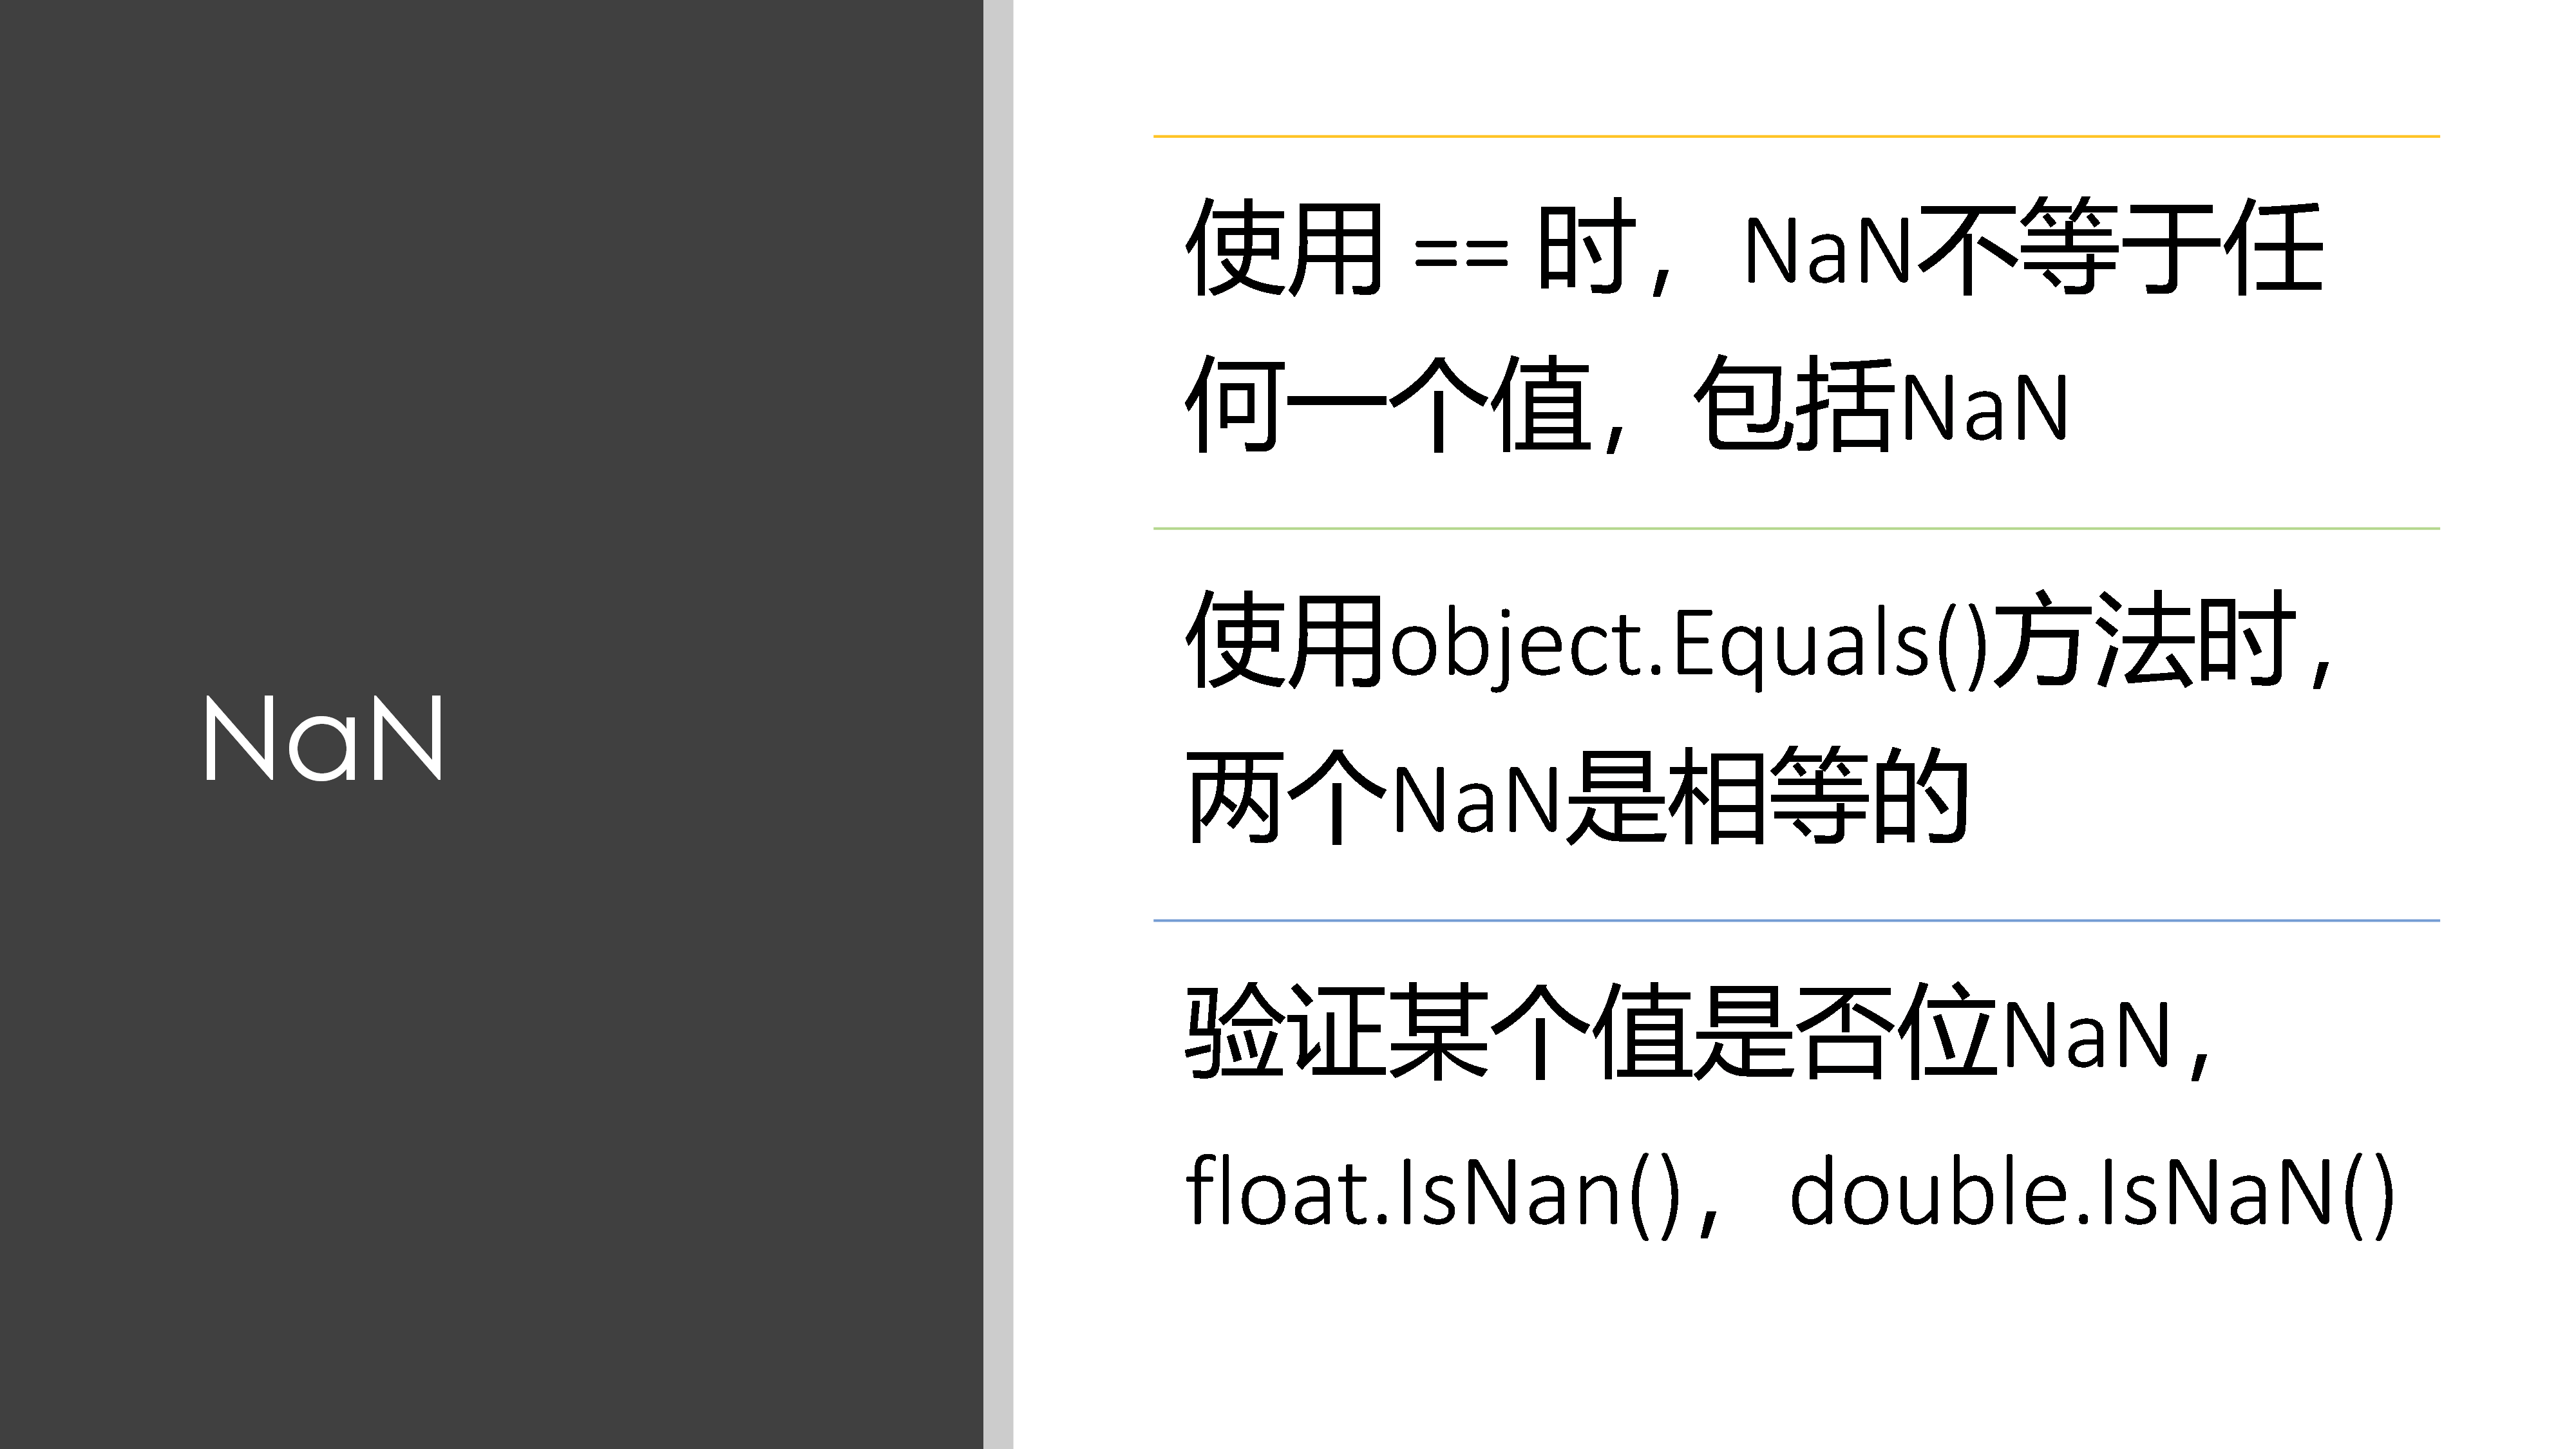 NaN
使用 == 时，NaN不等于任
何一个值，包括NaN
使用object.Equals()方法时，
两个NaN是相等的
验证某个值是否位NaN，
float.IsNan()，double.IsNaN()